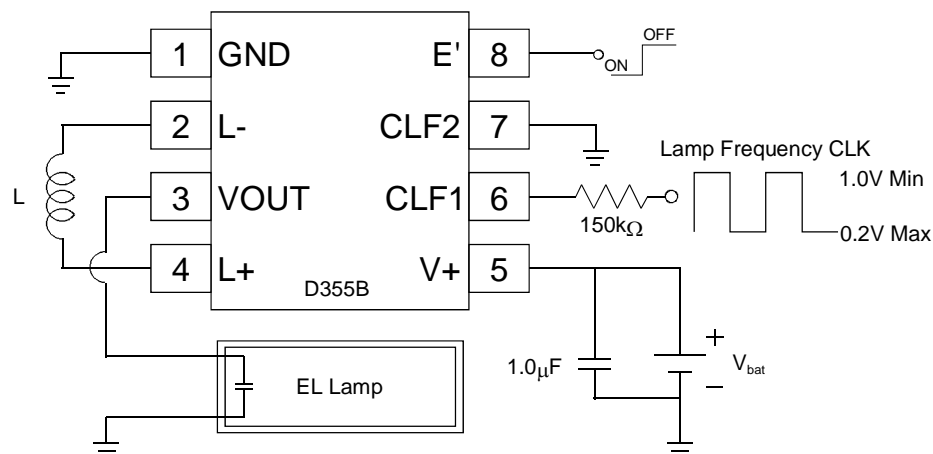 1 GND
2 L-
3 VOUT
4 L+
E' 8
CLF2 7
CLF1 6
V+ 5
D355B
L
OFF
ON
Lamp Frequency CLK
1.0V Min
0.2V Max
150kΩ
EL Lamp
1.0μF
+
V_bat
−